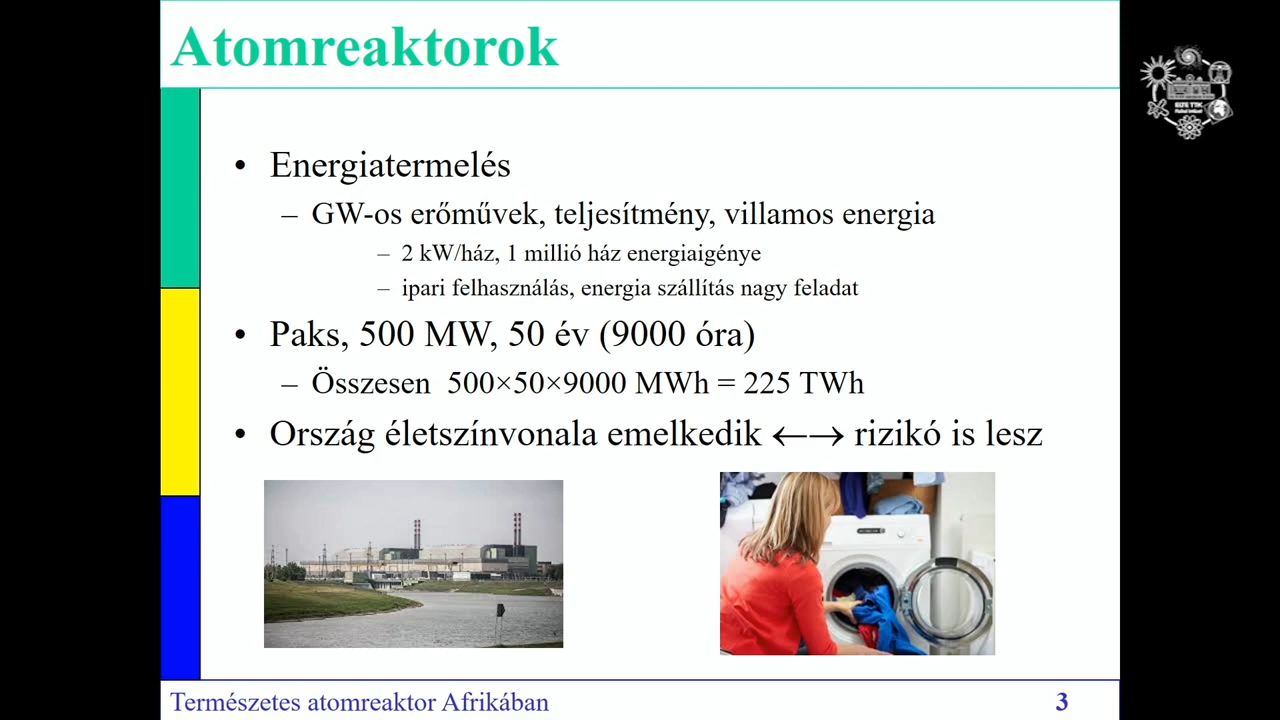 Atomreaktorok
ELTE TTK
• Energiatermelés
– GW-os erőművek, teljesítmény, villamos energia
– 2 kW/ház, 1 millió ház energiaigénye
– ipari felhasználás, energia szállítás nagy feladat
• Paks, 500 MW, 50 év (9000 óra)
– Összesen 500×50×9000 MWh = 225 TWh
• Ország életszínvonala emelkedik ←→ rizikó is lesz
Természetes atomreaktor Afrikában 3